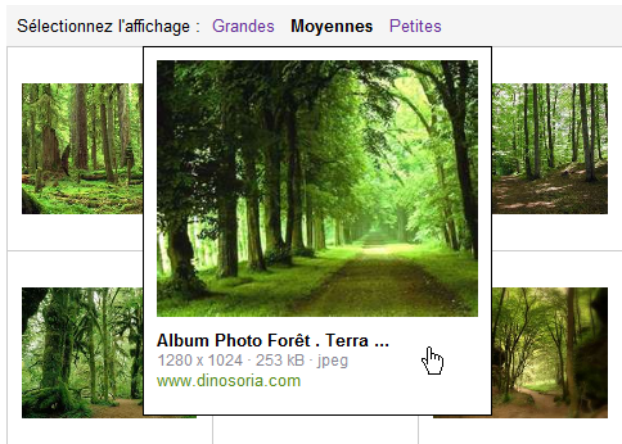 Sélectionnez l'affichage : Grandes Moyennes Petites
Album Photo Forêt . Terra ...
1280 x 1024 · 253 kB · jpeg
www.dinosoria.com